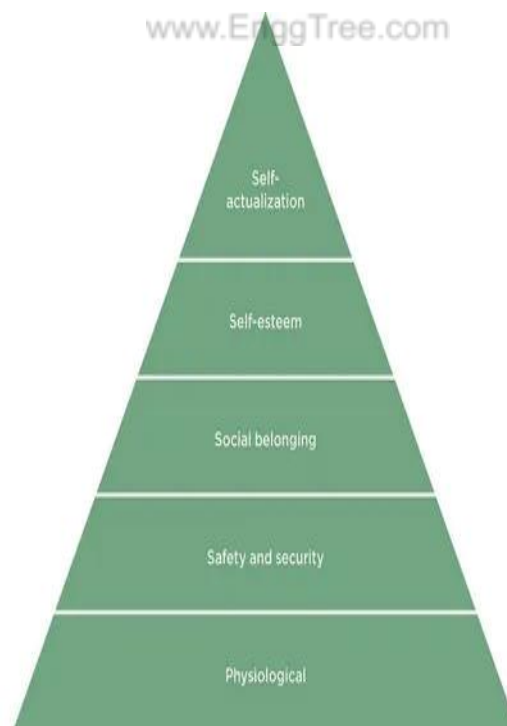 www.EnggTree.com
Self-
actualization
Self-esteem
Social belonging
Safety and security
Physiological